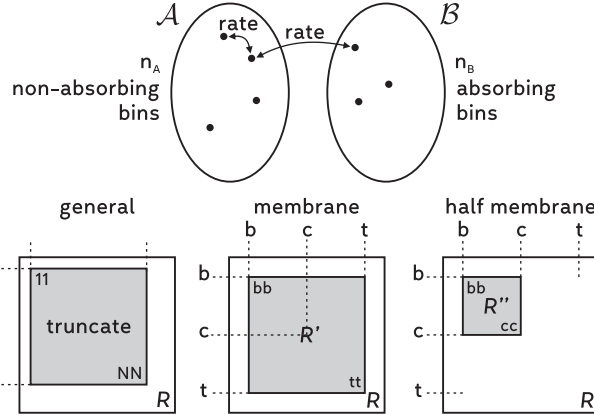 𝒜 ℬ
rate
rate
n_A n_B
non-absorbing absorbing
bins bins
general membrane half membrane
b c t b c t
11 b bb b bb
truncate c R' c R'' cc
NN t tt t
R R R